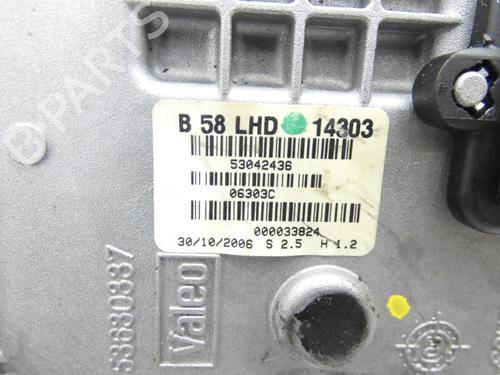 B 58 LHD 14303
53042436
06303C
000033824
30/10/2006 S 2.5 H 1.2
53630337
Valeo
B PARTS